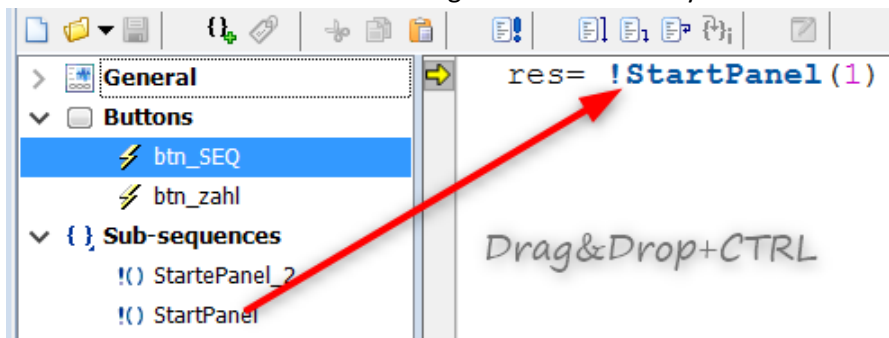 General
Buttons
btn_SEQ
btn_zahl
Sub-sequences
!() StartePanel_2
!() StartPanel
res= !StartPanel(1)
Drag&Drop+CTRL